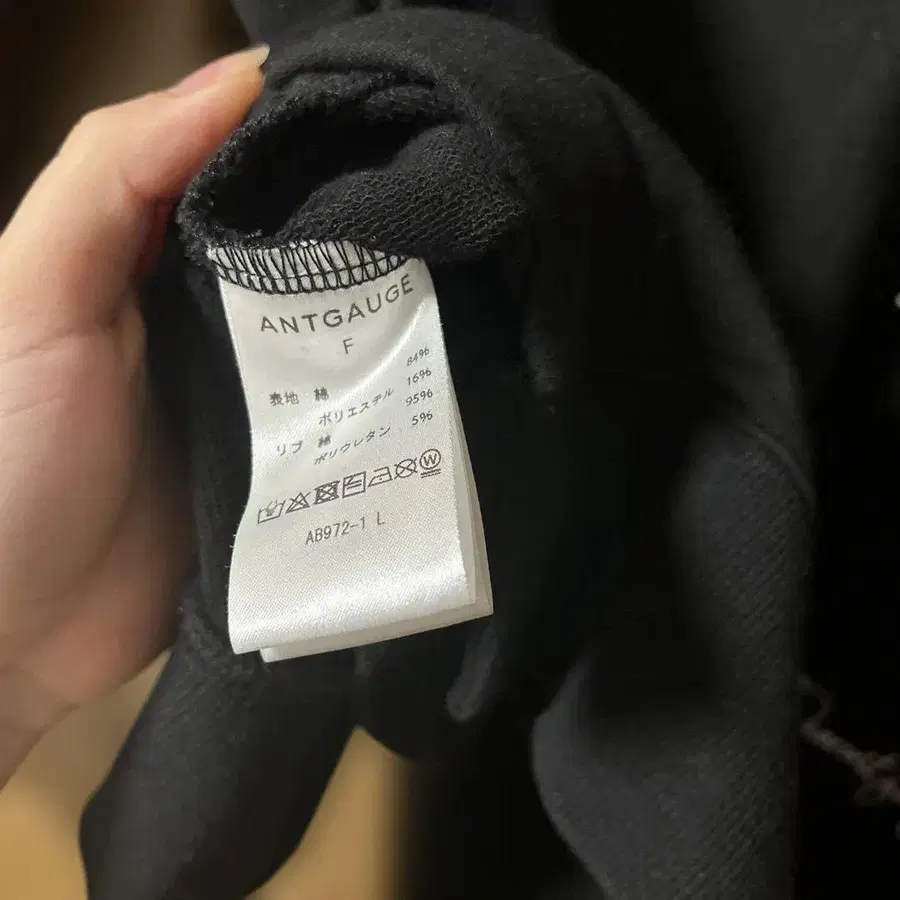 ANTGAUGE
F
表地 綿 84%
ポリエステル 16%
リブ 綿 95%
ポリウレタン 5%
W
AB972-1 L